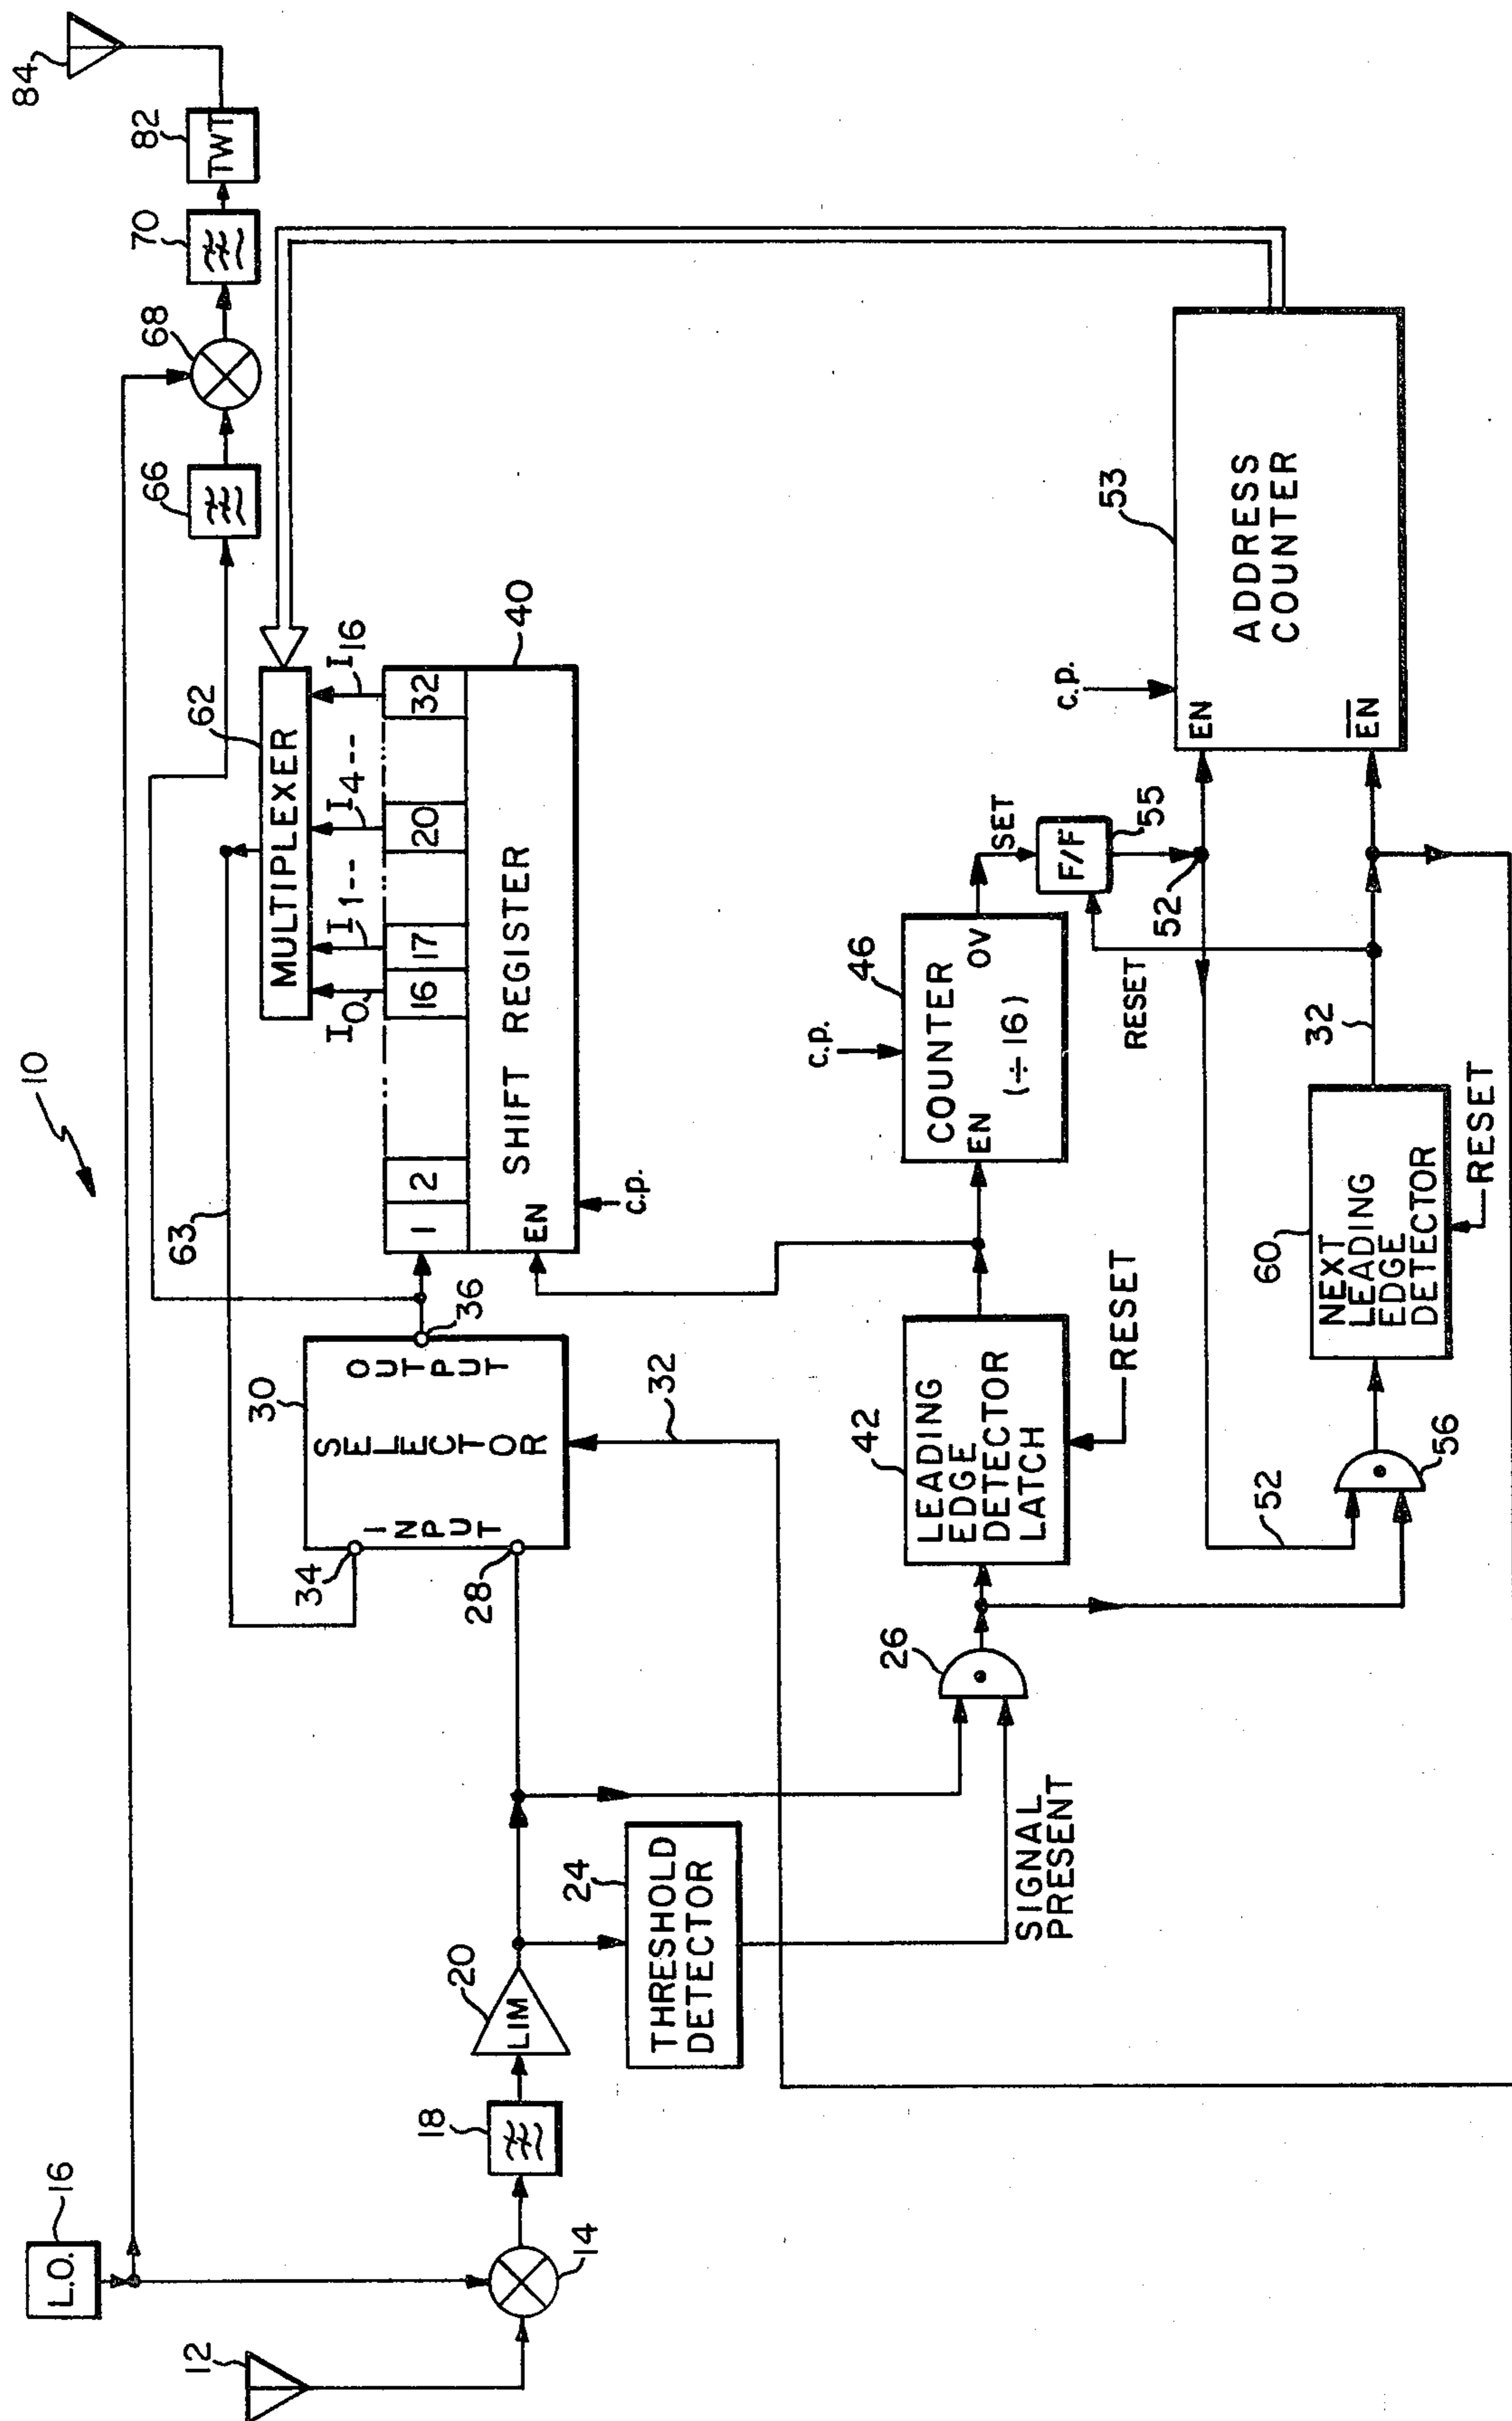 10
84
82
TWT
70
68
66
62
MULTIPLEXER
63
I0
I1--
I4--
I16
1
2
16
17
20
32
40
SHIFT REGISTER
EN
c.p.
36
30
OUTPUT
SELECTOR
INPUT
34
28
32
16
L.O.
12
14
18
20
LIM
24
THRESHOLD
DETECTOR
SIGNAL
PRESENT
26
42
LEADING
EDGE
DETECTOR
LATCH
RESET
46
c.p.
COUNTER
EN
OV
(÷16)
SET
F/F
55
52
RESET
53
c.p.
EN
EN
ADDRESS
COUNTER
52
56
60
NEXT
LEADING
EDGE
DETECTOR
RESET
32